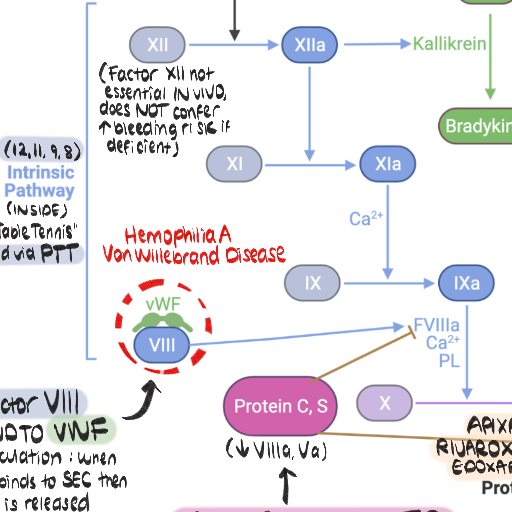 XII
XIIa
Kallikrein
(Factor XII not
essential IN VIVO,
does NOT confer
↑ bleeding risk if
deficient)
Bradykin
(12, 11, 9, 8)
Intrinsic
Pathway
(INSIDE)
Table Tennis"
d via PTT
XI
XIa
Ca²⁺
Hemophilia A
Von Willebrand Disease
IX
IXa
vWF
VIII
FVIIIa
Ca²⁺
PL
ctor VIII
ND TO VWF
culation : when
binds to SEC then
is released
Protein C, S
(↓ VIIIa, Va)
X
APIX
RIVAROX
EDOXA
Prot